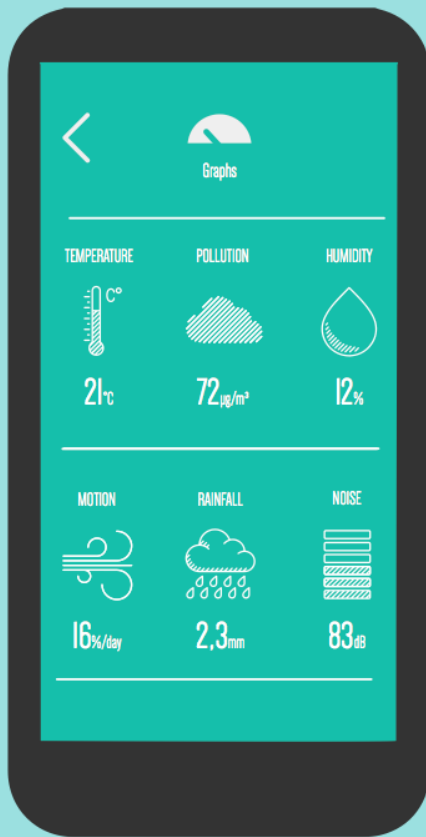 Graphs
TEMPERATURE POLLUTION HUMIDITY
C°
21°C 72µg/m³ 12%
MOTION RAINFALL NOISE
16%/day 2,3mm 83dB